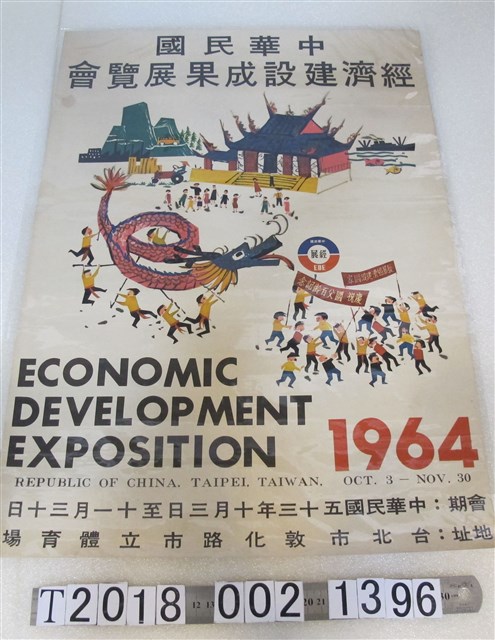 中華民國
經濟建設成果展覽會
經展
EDE
ECONOMIC
DEVELOPMENT
EXPOSITION 1964
REPUBLIC OF CHINA. TAIPEI, TAIWAN. OCT. 3 — NOV. 30
會期：中華民國五十三年十月三日至十一月三十日
地址：台北市敦化路市立體育場
T2018 002 1396